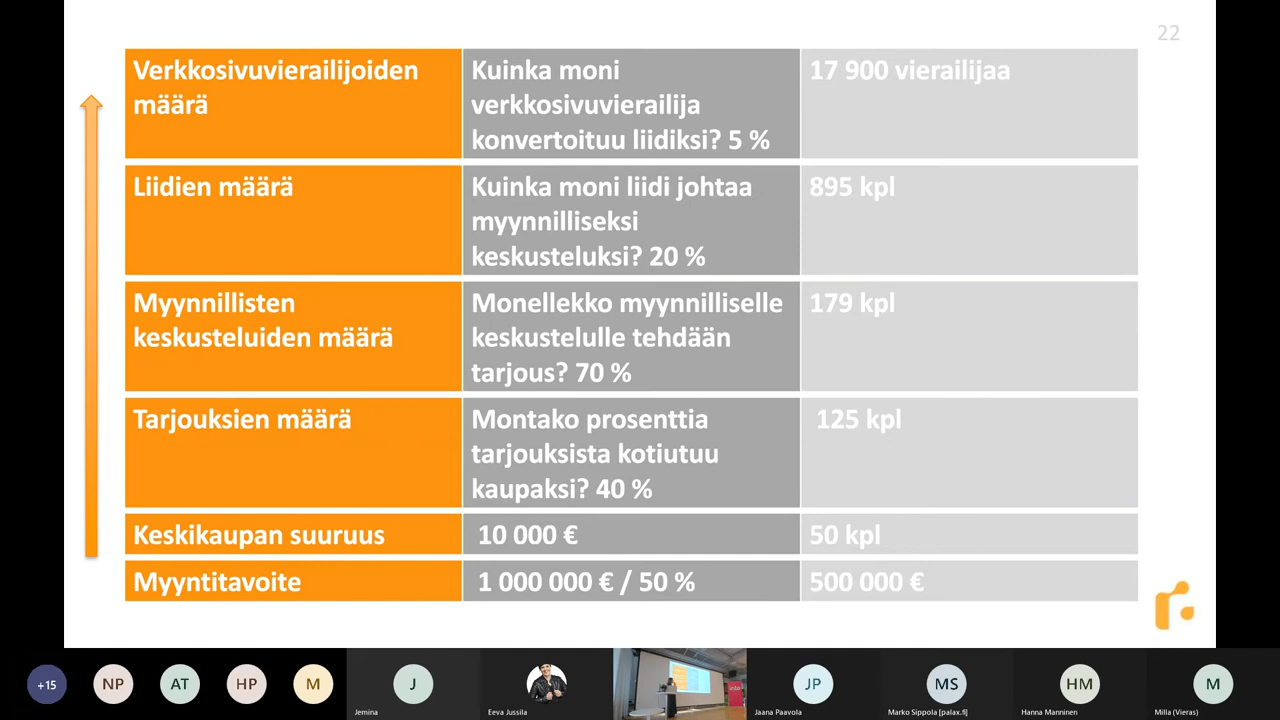 22
Verkkosivuvierailijoiden
määrä
Kuinka moni
verkkosivuvierailija
konvertoituu liidiksi? 5 %
17 900 vierailijaa
Liidien määrä
Kuinka moni liidi johtaa
myynnilliseksi
keskusteluksi? 20 %
895 kpl
Myynnillisten
keskusteluiden määrä
Monellekko myynnilliselle
keskustelulle tehdään
tarjous? 70 %
179 kpl
Tarjouksien määrä
Montako prosenttia
tarjouksista kotiutuu
kaupaksi? 40 %
125 kpl
Keskikaupan suuruus
10 000 €
50 kpl
Myyntitavoite
1 000 000 € / 50 %
500 000 €
+15
NP
AT
HP
M
J
Jemina
Eeva Jussila
JP
Jaana Paavola
MS
Marko Sippola [palax.fi]
HM
Hanna Manninen
M
Milla (Vieras)